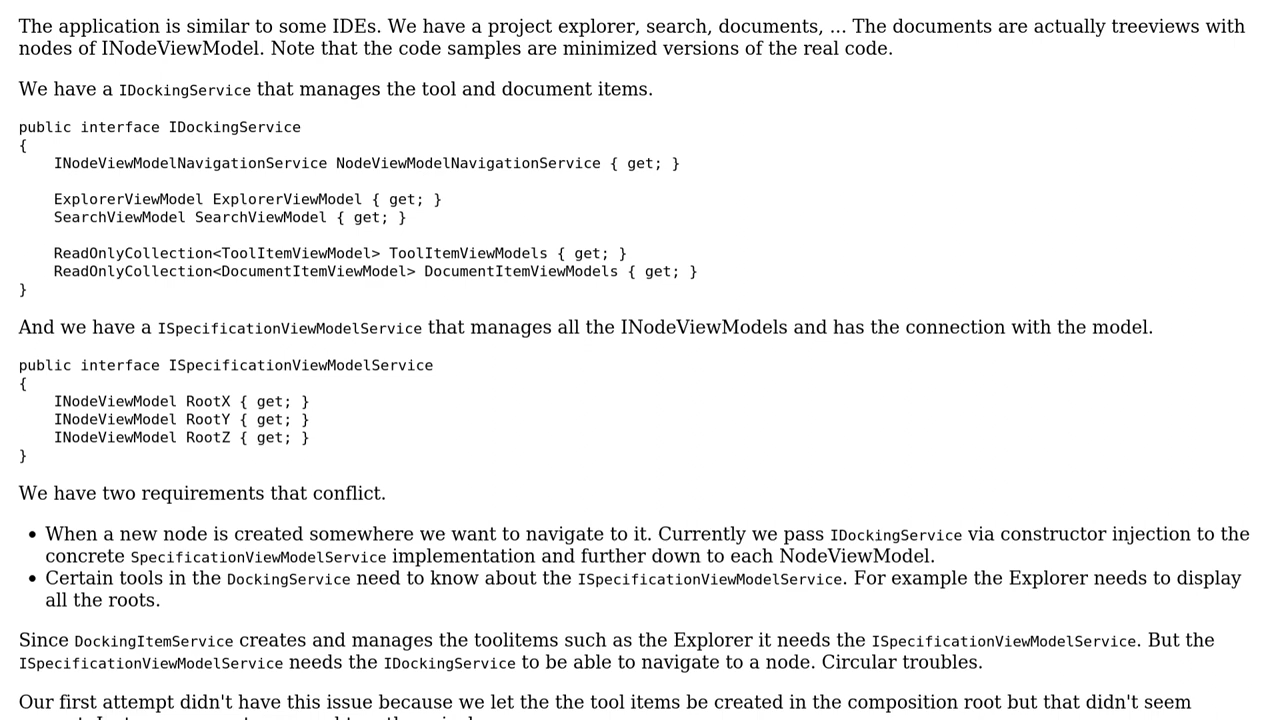 The application is similar to some IDEs. We have a project explorer, search, documents, ... The documents are actually treeviews with
nodes of INodeViewModel. Note that the code samples are minimized versions of the real code.
We have a IDockingService that manages the tool and document items.
public interface IDockingService
{
    INodeViewModelNavigationService NodeViewModelNavigationService { get; }
    ExplorerViewModel ExplorerViewModel { get; }
    SearchViewModel SearchViewModel { get; }
    ReadOnlyCollection<ToolItemViewModel> ToolItemViewModels { get; }
    ReadOnlyCollection<DocumentItemViewModel> DocumentItemViewModels { get; }
}
And we have a ISpecificationViewModelService that manages all the INodeViewModels and has the connection with the model.
public interface ISpecificationViewModelService
{
    INodeViewModel RootX { get; }
    INodeViewModel RootY { get; }
    INodeViewModel RootZ { get; }
}
We have two requirements that conflict.
• When a new node is created somewhere we want to navigate to it. Currently we pass IDockingService via constructor injection to the
concrete SpecificationViewModelService implementation and further down to each NodeViewModel.
• Certain tools in the DockingService need to know about the ISpecificationViewModelService. For example the Explorer needs to display
all the roots.
Since DockingItemService creates and manages the toolitems such as the Explorer it needs the ISpecificationViewModelService. But the
ISpecificationViewModelService needs the IDockingService to be able to navigate to a node. Circular troubles.
Our first attempt didn't have this issue because we let the the tool items be created in the composition root but that didn't seem